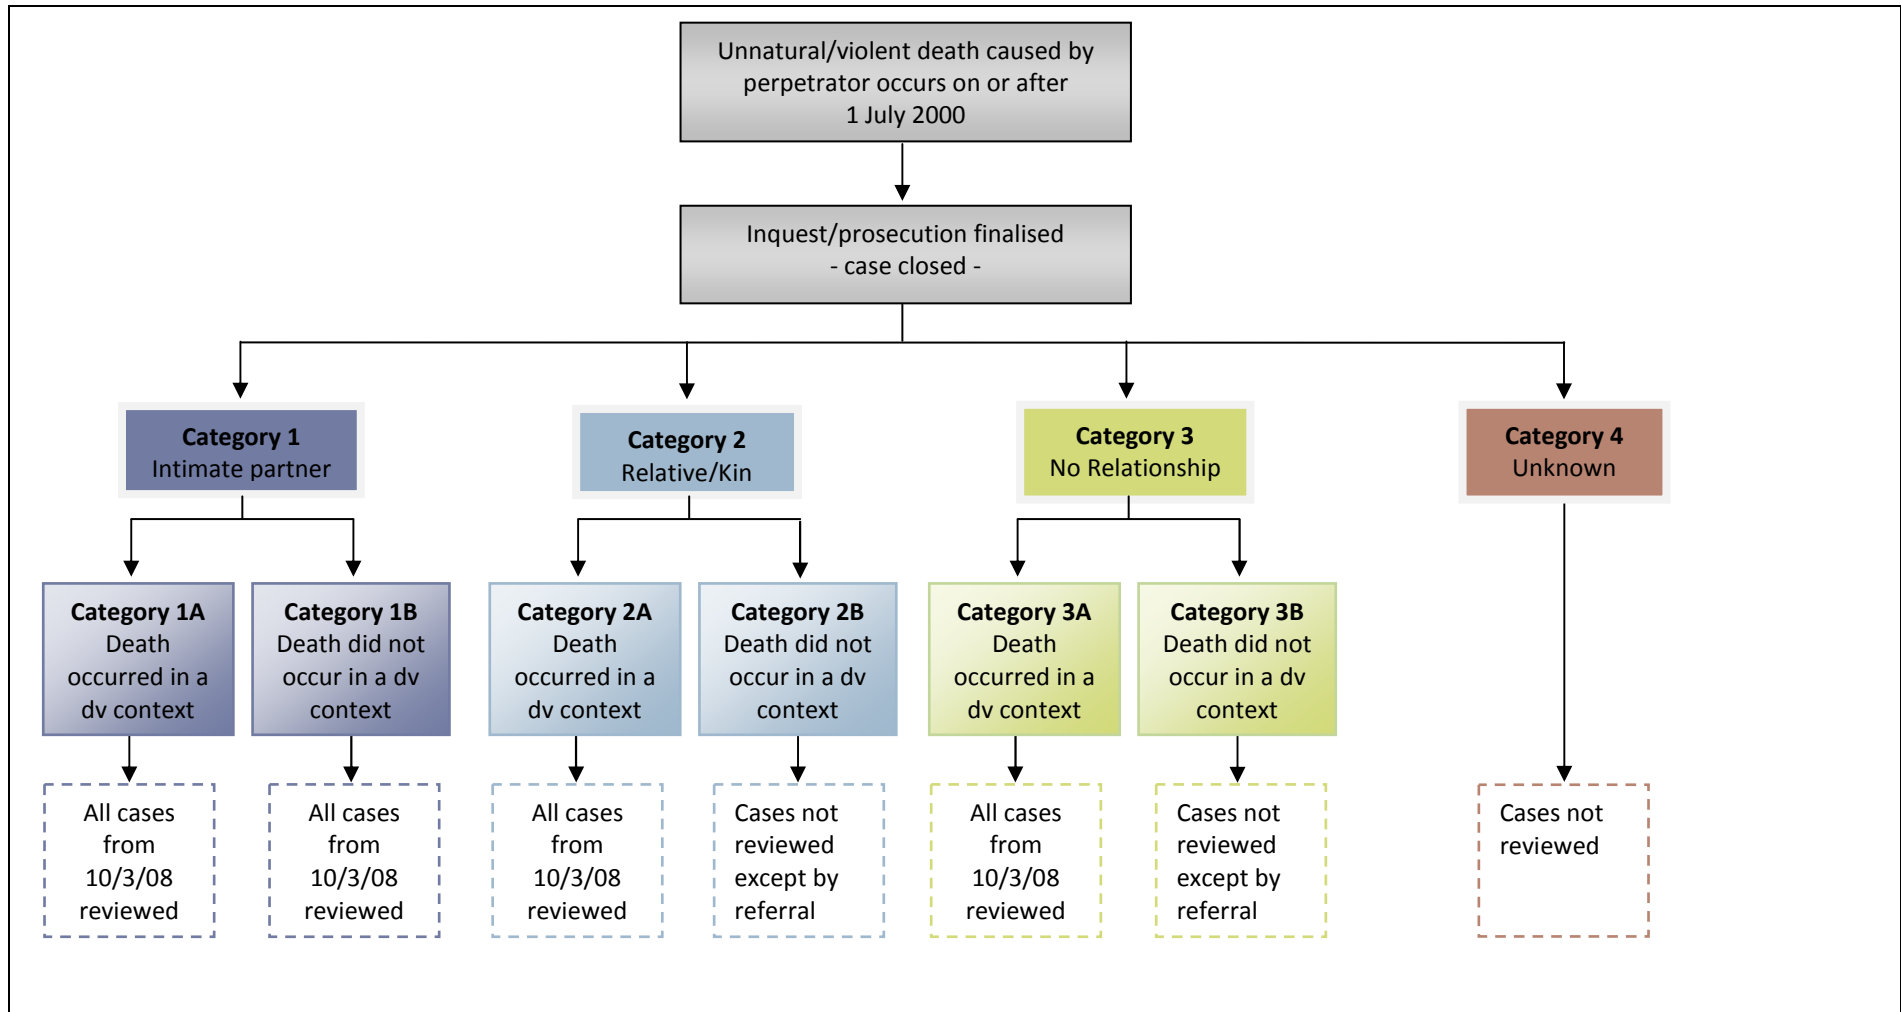 Unnatural/violent death caused by
perpetrator occurs on or after
1 July 2000
Inquest/prosecution finalised
- case closed -
Category 1
Intimate partner
Category 2
Relative/Kin
Category 3
No Relationship
Category 4
Unknown
Category 1A
Death
occurred in a
dv context
Category 1B
Death did not
occur in a dv
context
Category 2A
Death
occurred in a
dv context
Category 2B
Death did not
occur in a dv
context
Category 3A
Death
occurred in a
dv context
Category 3B
Death did not
occur in a dv
context
All cases
from
10/3/08
reviewed
All cases
from
10/3/08
reviewed
All cases
from
10/3/08
reviewed
Cases not
reviewed
except by
referral
All cases
from
10/3/08
reviewed
Cases not
reviewed
except by
referral
Cases not
reviewed